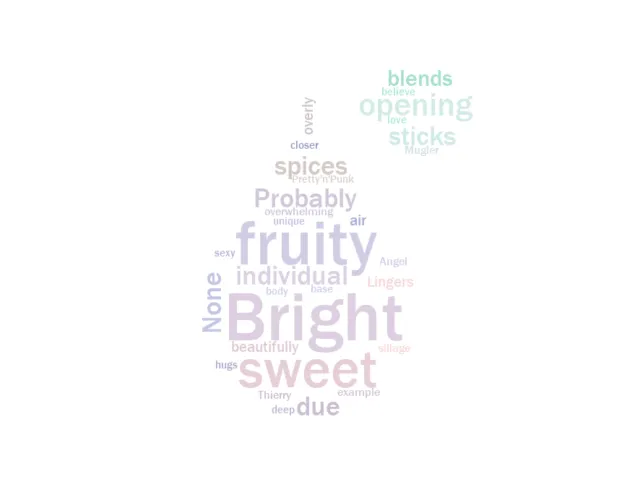 blends
believe
opening
love
sticks
Mugler
overly
closer
spices
Pretty'n'Punk
Probably
overwhelming
unique
air
fruity
sexy
Angel
individual
Lingers
body
base
None
Bright
beautifully
sillage
sweet
hugs
Thierry
example
deep
due